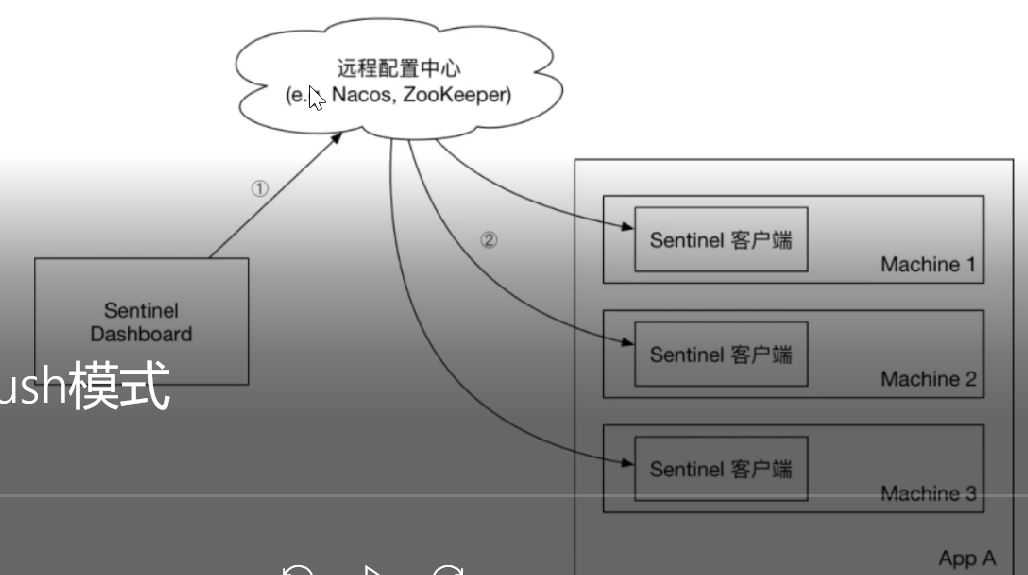 远程配置中心
(e. Nacos, ZooKeeper)
①
②
Sentinel
Dashboard
ush模式
Sentinel 客户端
Machine 1
Sentinel 客户端
Machine 2
Sentinel 客户端
Machine 3
App A